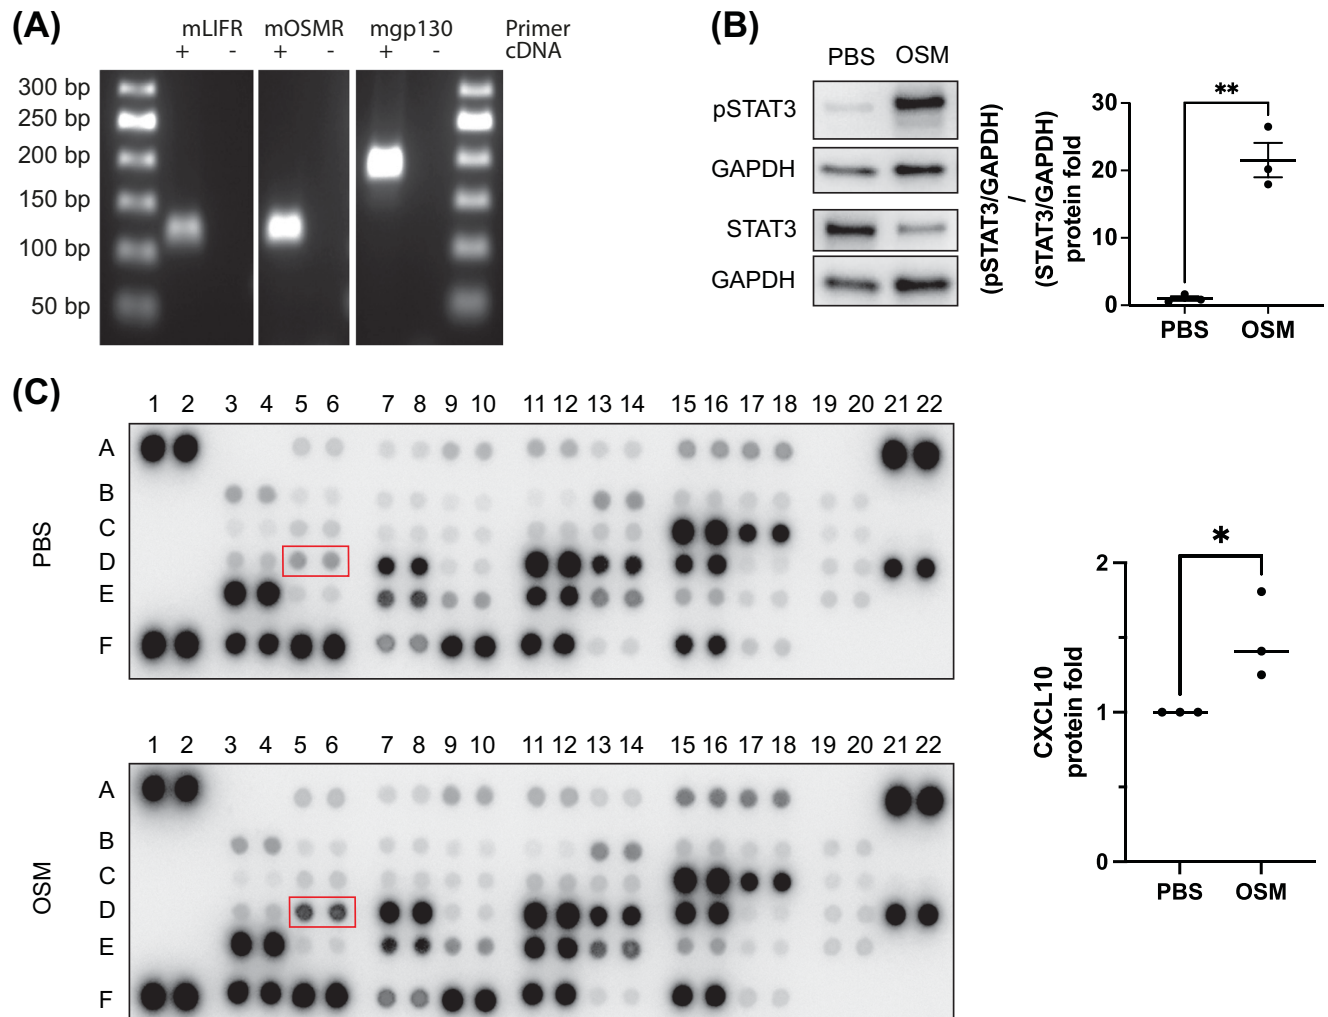 (A)
mLIFR mOSMR mgp130 Primer
+ - + - + - cDNA
300 bp
250 bp
200 bp
150 bp
100 bp
50 bp
(B)
PBS OSM
pSTAT3
GAPDH
STAT3
GAPDH
(pSTAT3/GAPDH)
/
(STAT3/GAPDH)
protein fold
30
20
10
0
**
PBS OSM
(C)
1 2 3 4 5 6 7 8 9 10 11 12 13 14 15 16 17 18 19 20 21 22
A
B
C
D
E
F
PBS
1 2 3 4 5 6 7 8 9 10 11 12 13 14 15 16 17 18 19 20 21 22
A
B
C
D
E
F
OSM
CXCL10
protein fold
2
1
0
*
PBS OSM